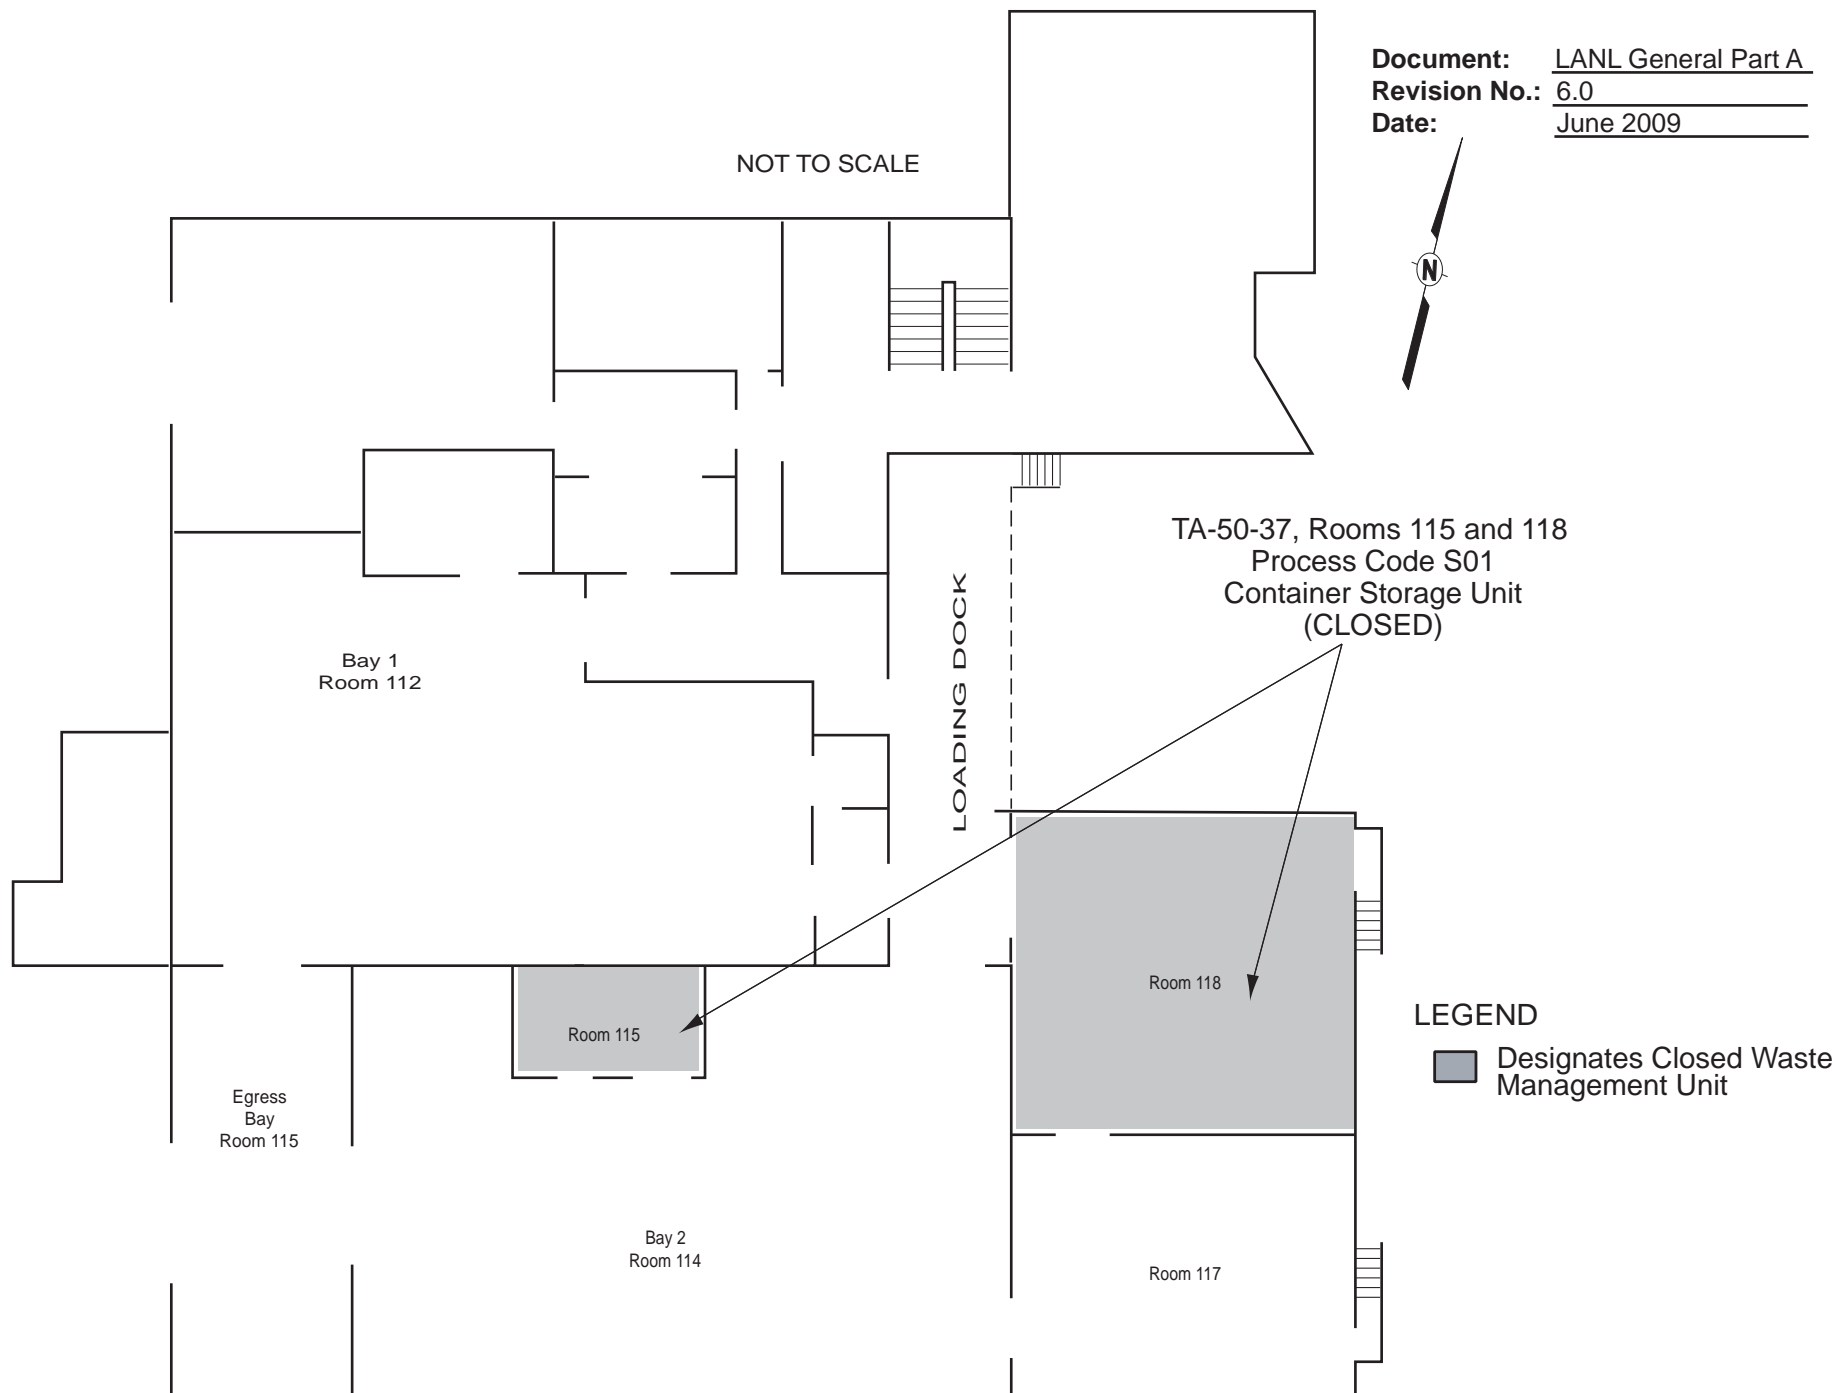 Document: LANL General Part A
Revision No.: 6.0
Date: June 2009
NOT TO SCALE
N
TA-50-37, Rooms 115 and 118
Process Code S01
Container Storage Unit
(CLOSED)
Bay 1
Room 112
LOADING DOCK
Room 118
Room 115
LEGEND
Designates Closed Waste
Management Unit
Egress
Bay
Room 115
Bay 2
Room 114
Room 117